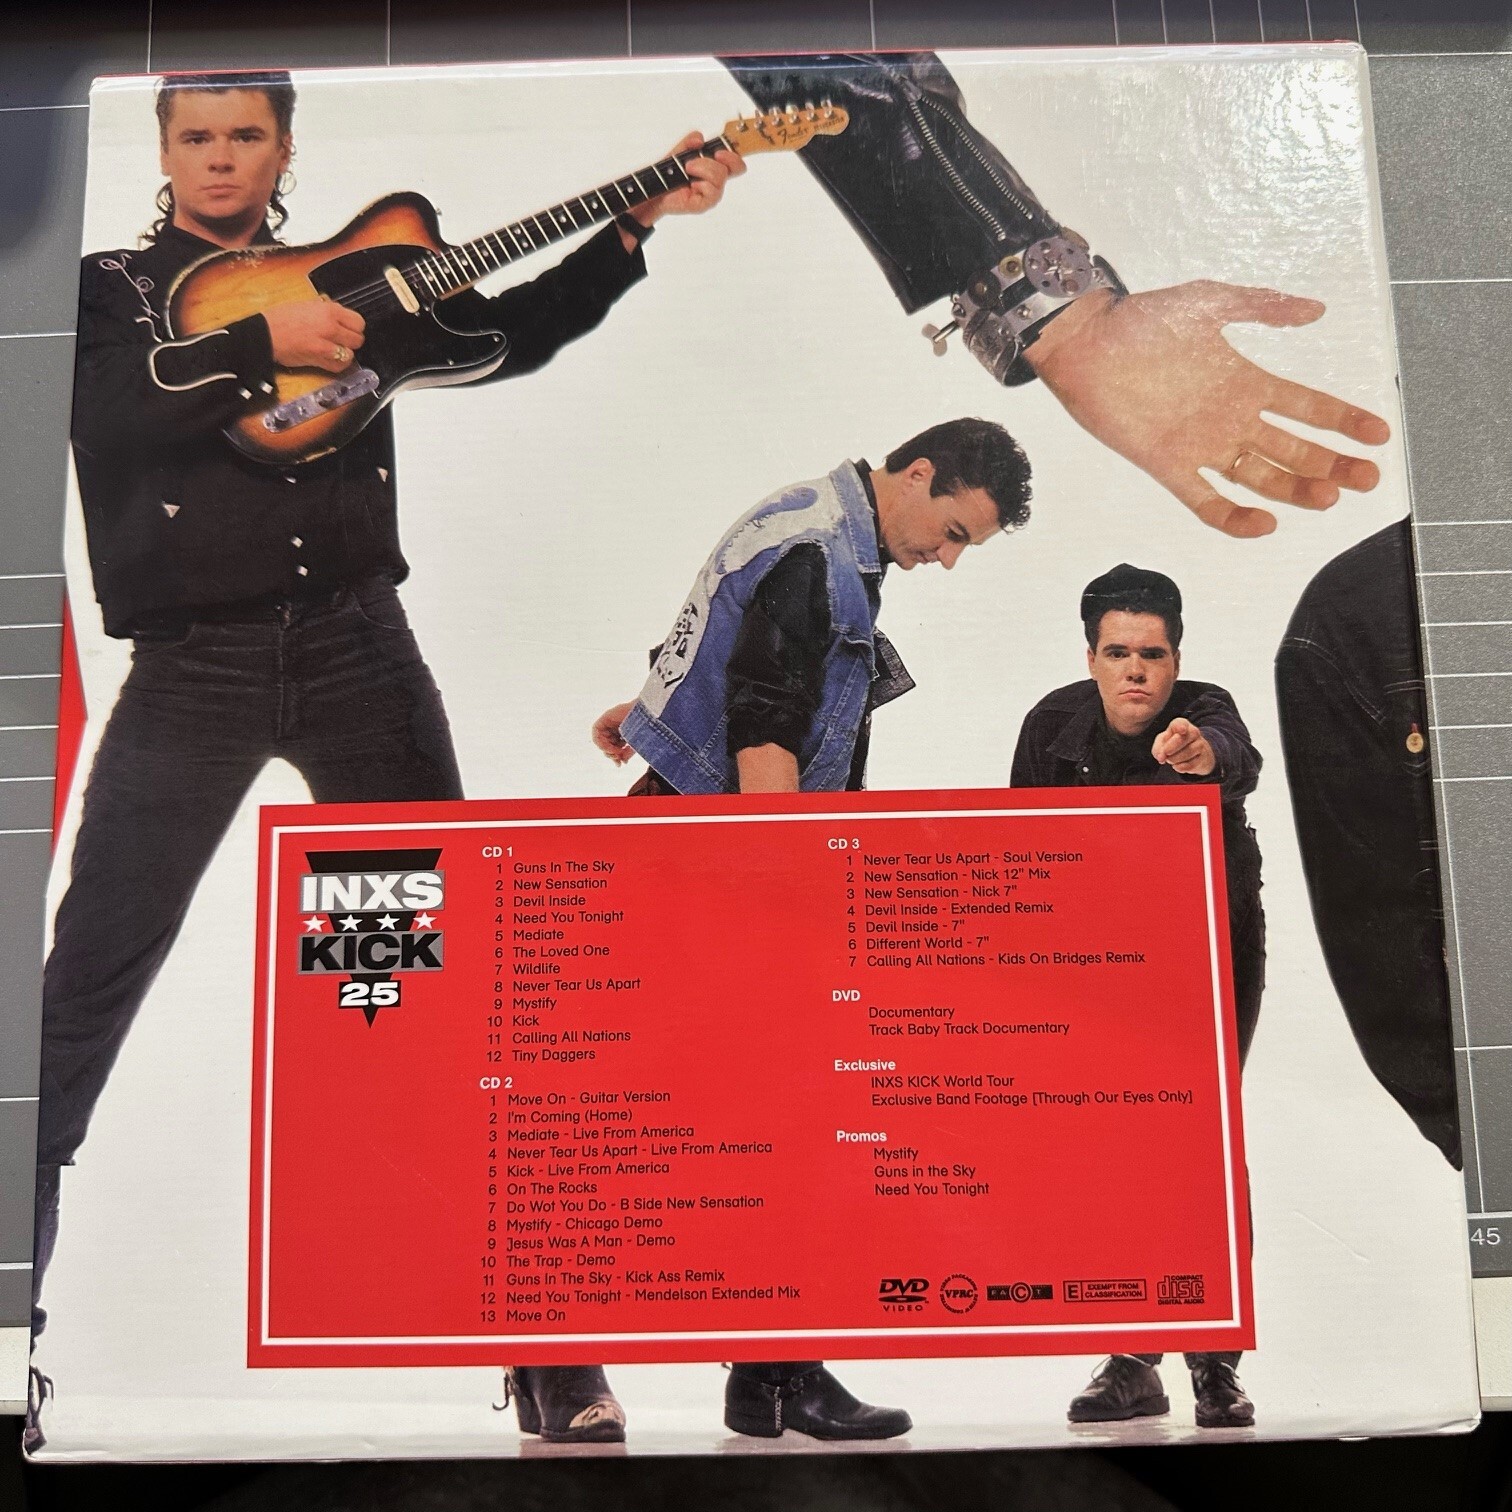 Fender
INXS
KICK
25
CD 1
1 Guns In The Sky
2 New Sensation
3 Devil Inside
4 Need You Tonight
5 Mediate
6 The Loved One
7 Wildlife
8 Never Tear Us Apart
9 Mystify
10 Kick
11 Calling All Nations
12 Tiny Daggers
CD 2
1 Move On - Guitar Version
2 I'm Coming (Home)
3 Mediate - Live From America
4 Never Tear Us Apart - Live From America
5 Kick - Live From America
6 On The Rocks
7 Do Wot You Do - B Side New Sensation
8 Mystify - Chicago Demo
9 Jesus Was A Man - Demo
10 The Trap - Demo
11 Guns In The Sky - Kick Ass Remix
12 Need You Tonight - Mendelson Extended Mix
13 Move On
CD 3
1 Never Tear Us Apart - Soul Version
2 New Sensation - Nick 12" Mix
3 New Sensation - Nick 7"
4 Devil Inside - Extended Remix
5 Devil Inside - 7"
6 Different World - 7"
7 Calling All Nations - Kids On Bridges Remix
DVD
Documentary
Track Baby Track Documentary
Exclusive
INXS KICK World Tour
Exclusive Band Footage [Through Our Eyes Only]
Promos
Mystify
Guns in the Sky
Need You Tonight
DVD
VIDEO
VPRC
FACT
E EXEMPT FROM
CLASSIFICATION
COMPACT
disc
DIGITAL AUDIO
45